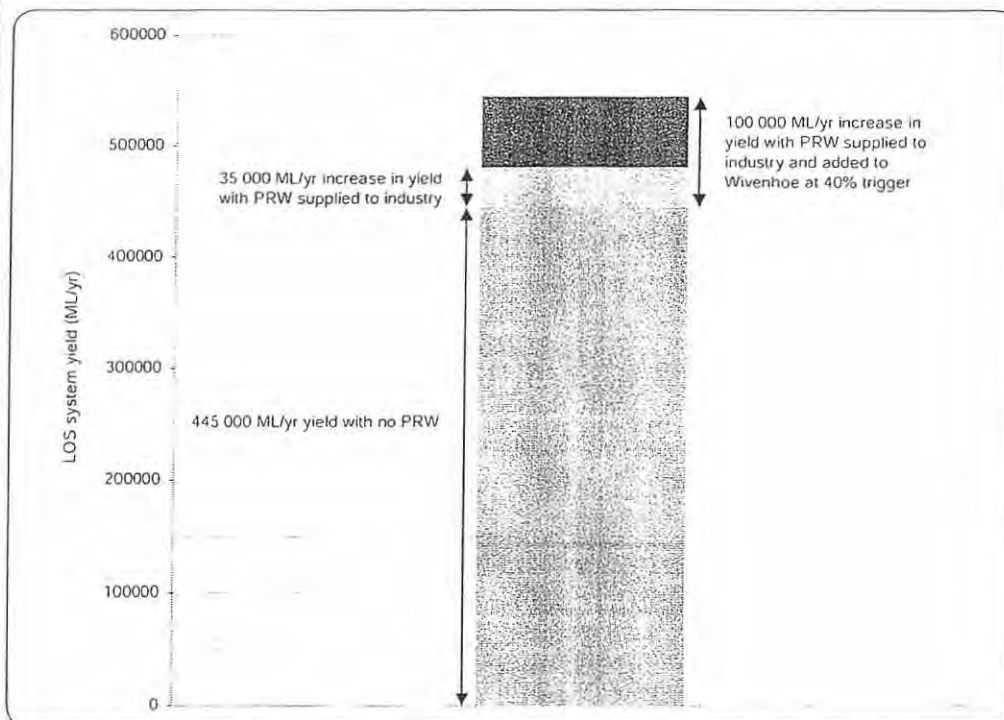 600000
500000
400000
300000
200000
100000
0
LOS system yield (ML/yr)
35 000 ML/yr increase in yield
with PRW supplied to industry
445 000 ML/yr yield with no PRW
100 000 ML/yr increase in
yield with PRW supplied to
industry and added to
Wivenhoe at 40% trigger